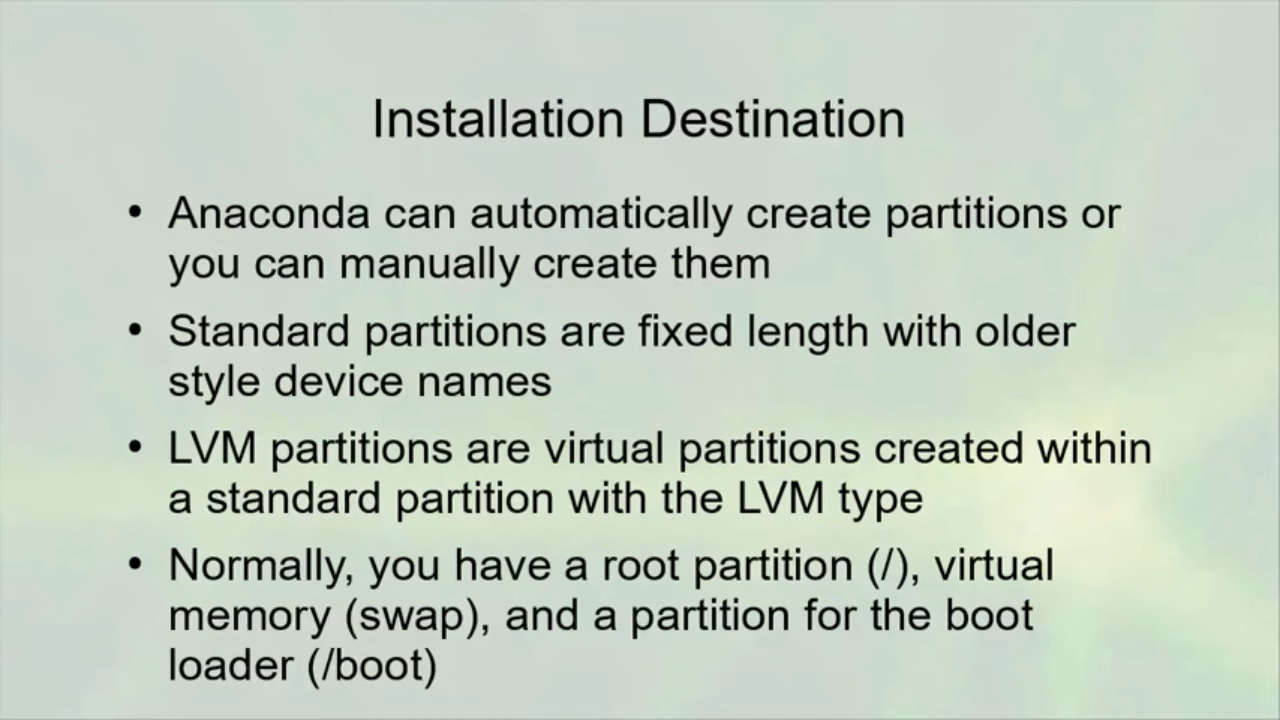 Installation Destination
• Anaconda can automatically create partitions or
you can manually create them
• Standard partitions are fixed length with older
style device names
• LVM partitions are virtual partitions created within
a standard partition with the LVM type
• Normally, you have a root partition (/), virtual
memory (swap), and a partition for the boot
loader (/boot)